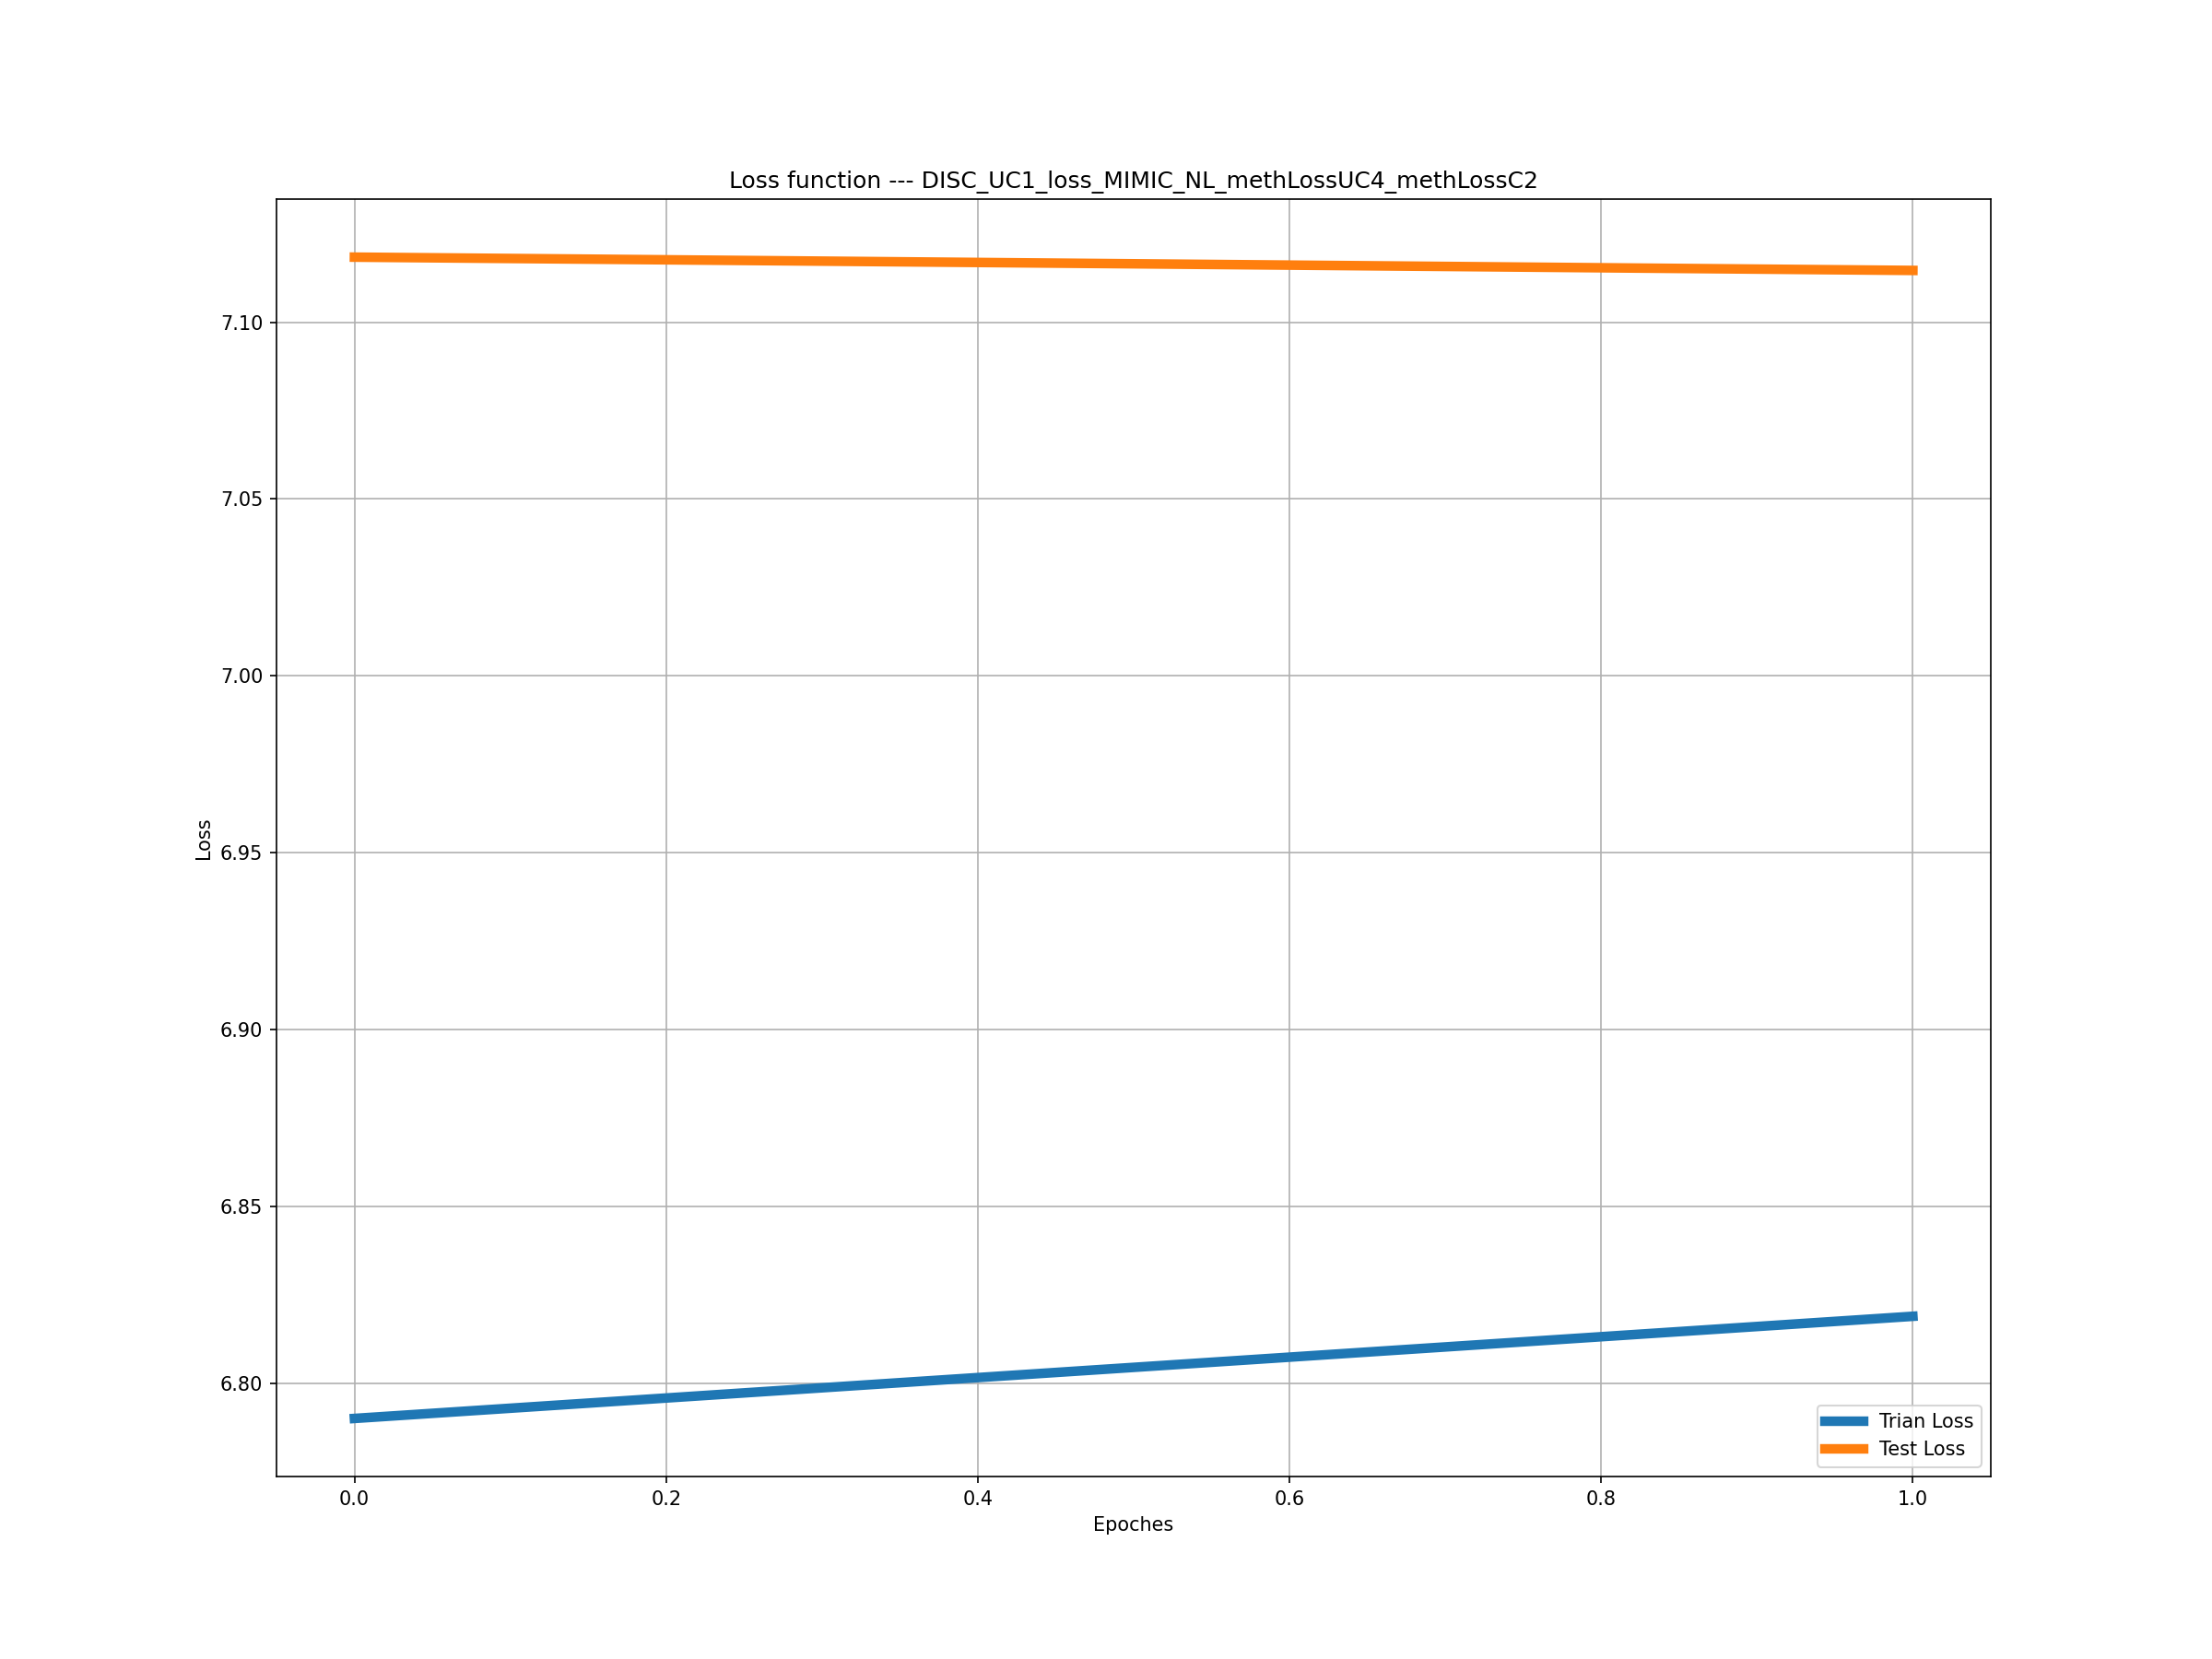 Loss function --- DISC_UC1_loss_MIMIC_NL_methLossUC4_methLossC2
7.10
7.05
7.00
6.95
6.90
6.85
6.80
Loss
0.0 0.2 0.4 0.6 0.8 1.0
Epoches
Trian Loss
Test Loss